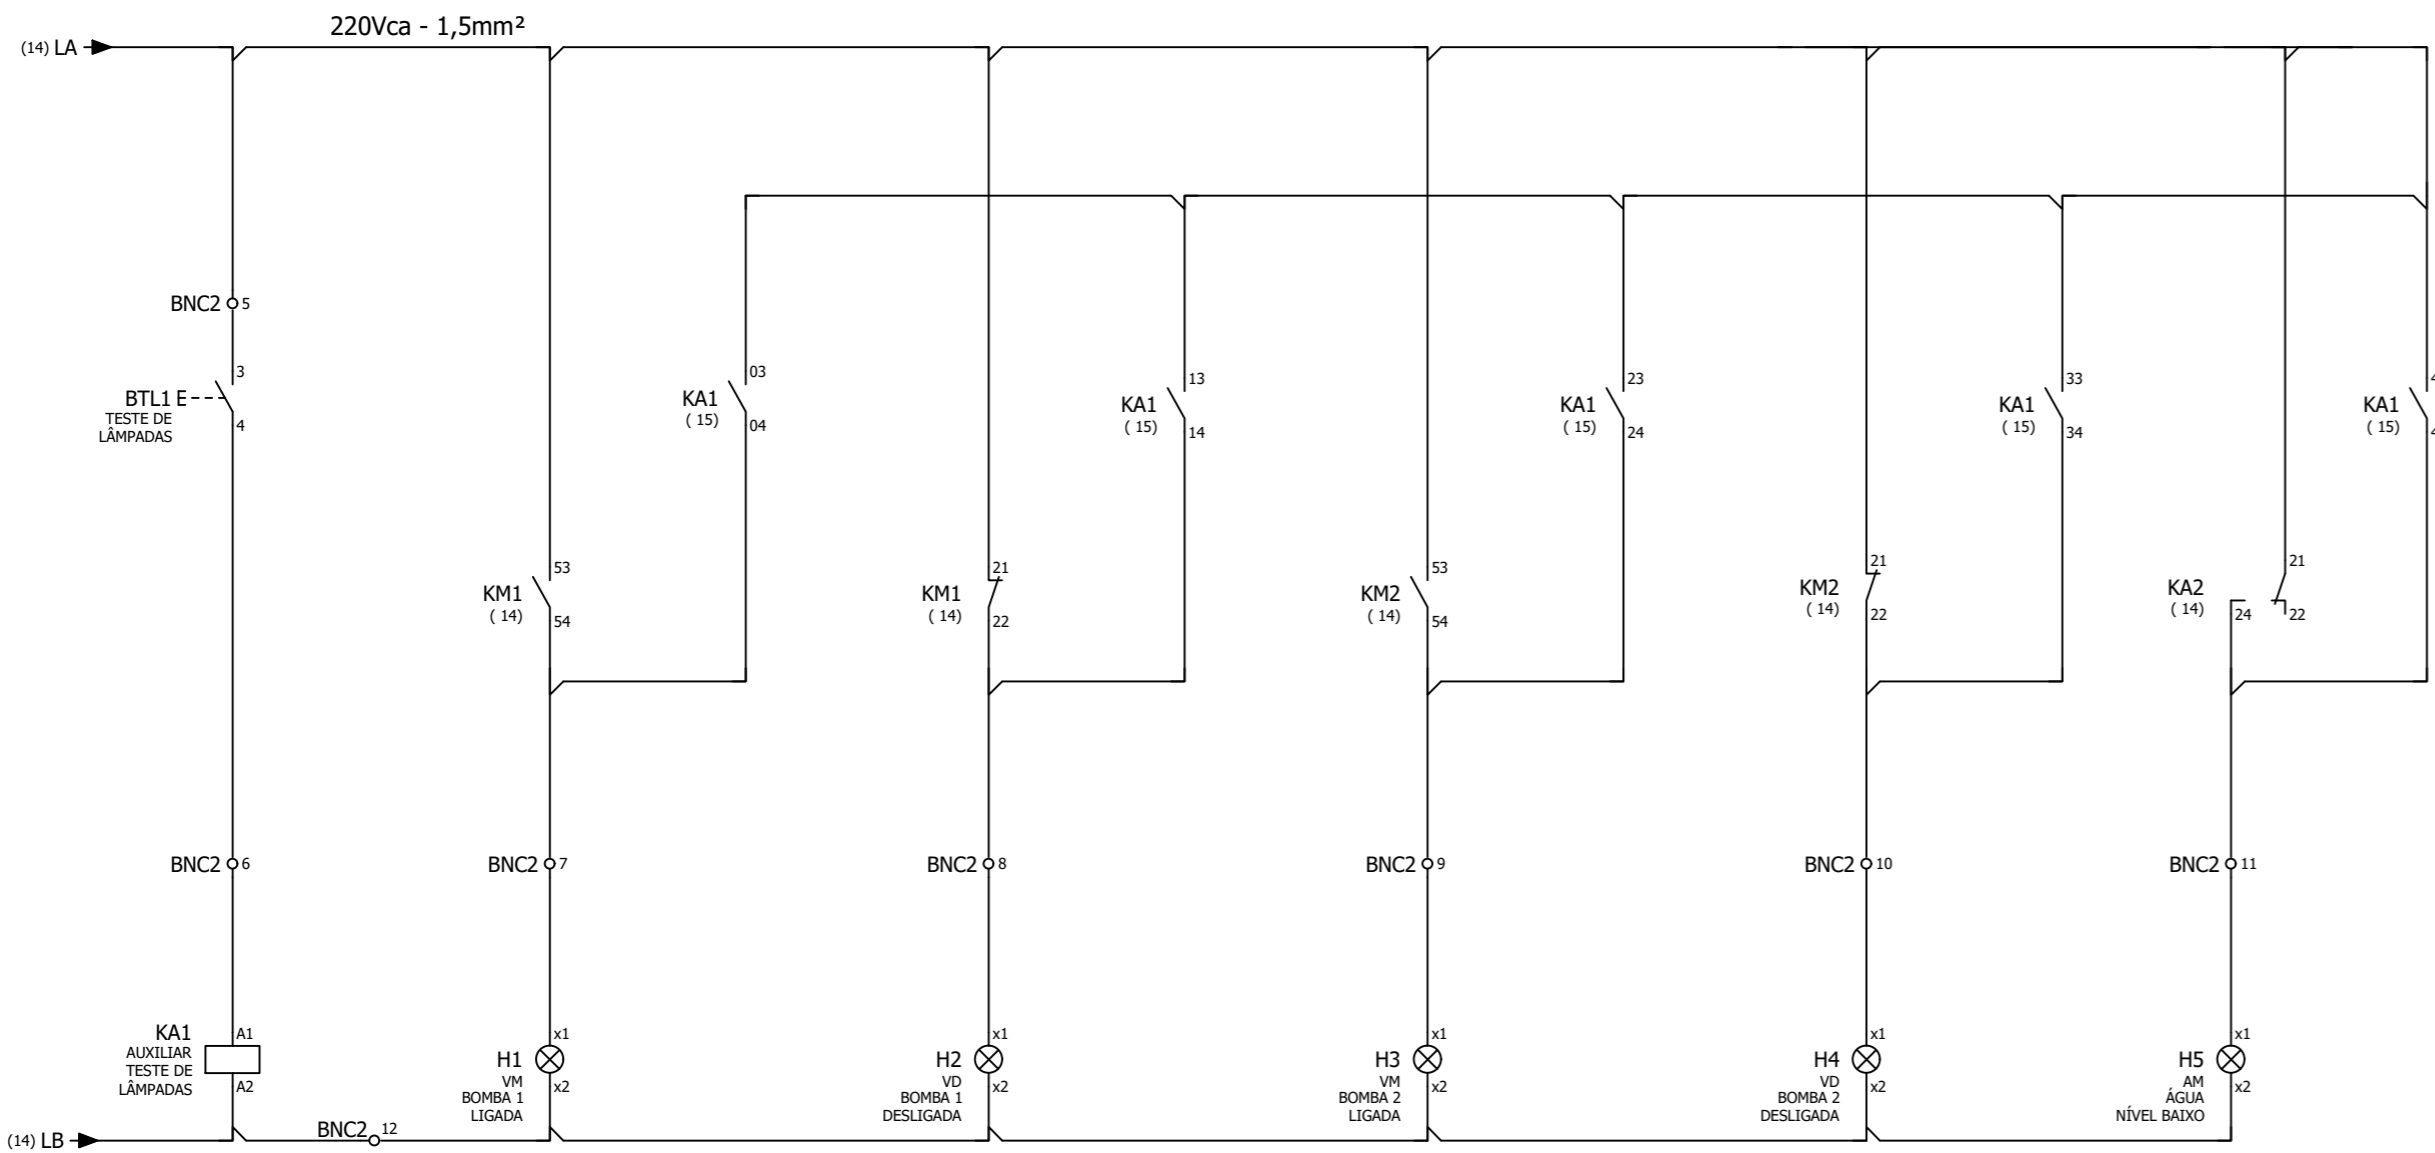 220Vca - 1,5mm²
(14) LA
BNC2 5
3
BTL1 E
TESTE DE
LÂMPADAS
4
03
KA1
( 15)
04
13
KA1
( 15)
14
23
KA1
( 15)
24
33
KA1
( 15)
34
KA1
( 15)
53
KM1
( 14)
54
21
KM1
( 14)
22
53
KM2
( 14)
54
21
KM2
( 14)
22
21
KA2
( 14)
24
22
BNC2 6
BNC2 7
BNC2 8
BNC2 9
BNC2 10
BNC2 11
KA1
AUXILIAR
TESTE DE
LÂMPADAS
A1
A2
x1
H1
x2
VM
BOMBA 1
LIGADA
x1
H2
x2
VD
BOMBA 1
DESLIGADA
x1
H3
x2
VM
BOMBA 2
LIGADA
x1
H4
x2
VD
BOMBA 2
DESLIGADA
x1
H5
x2
AM
ÁGUA
NÍVEL BAIXO
(14) LB
BNC2 12